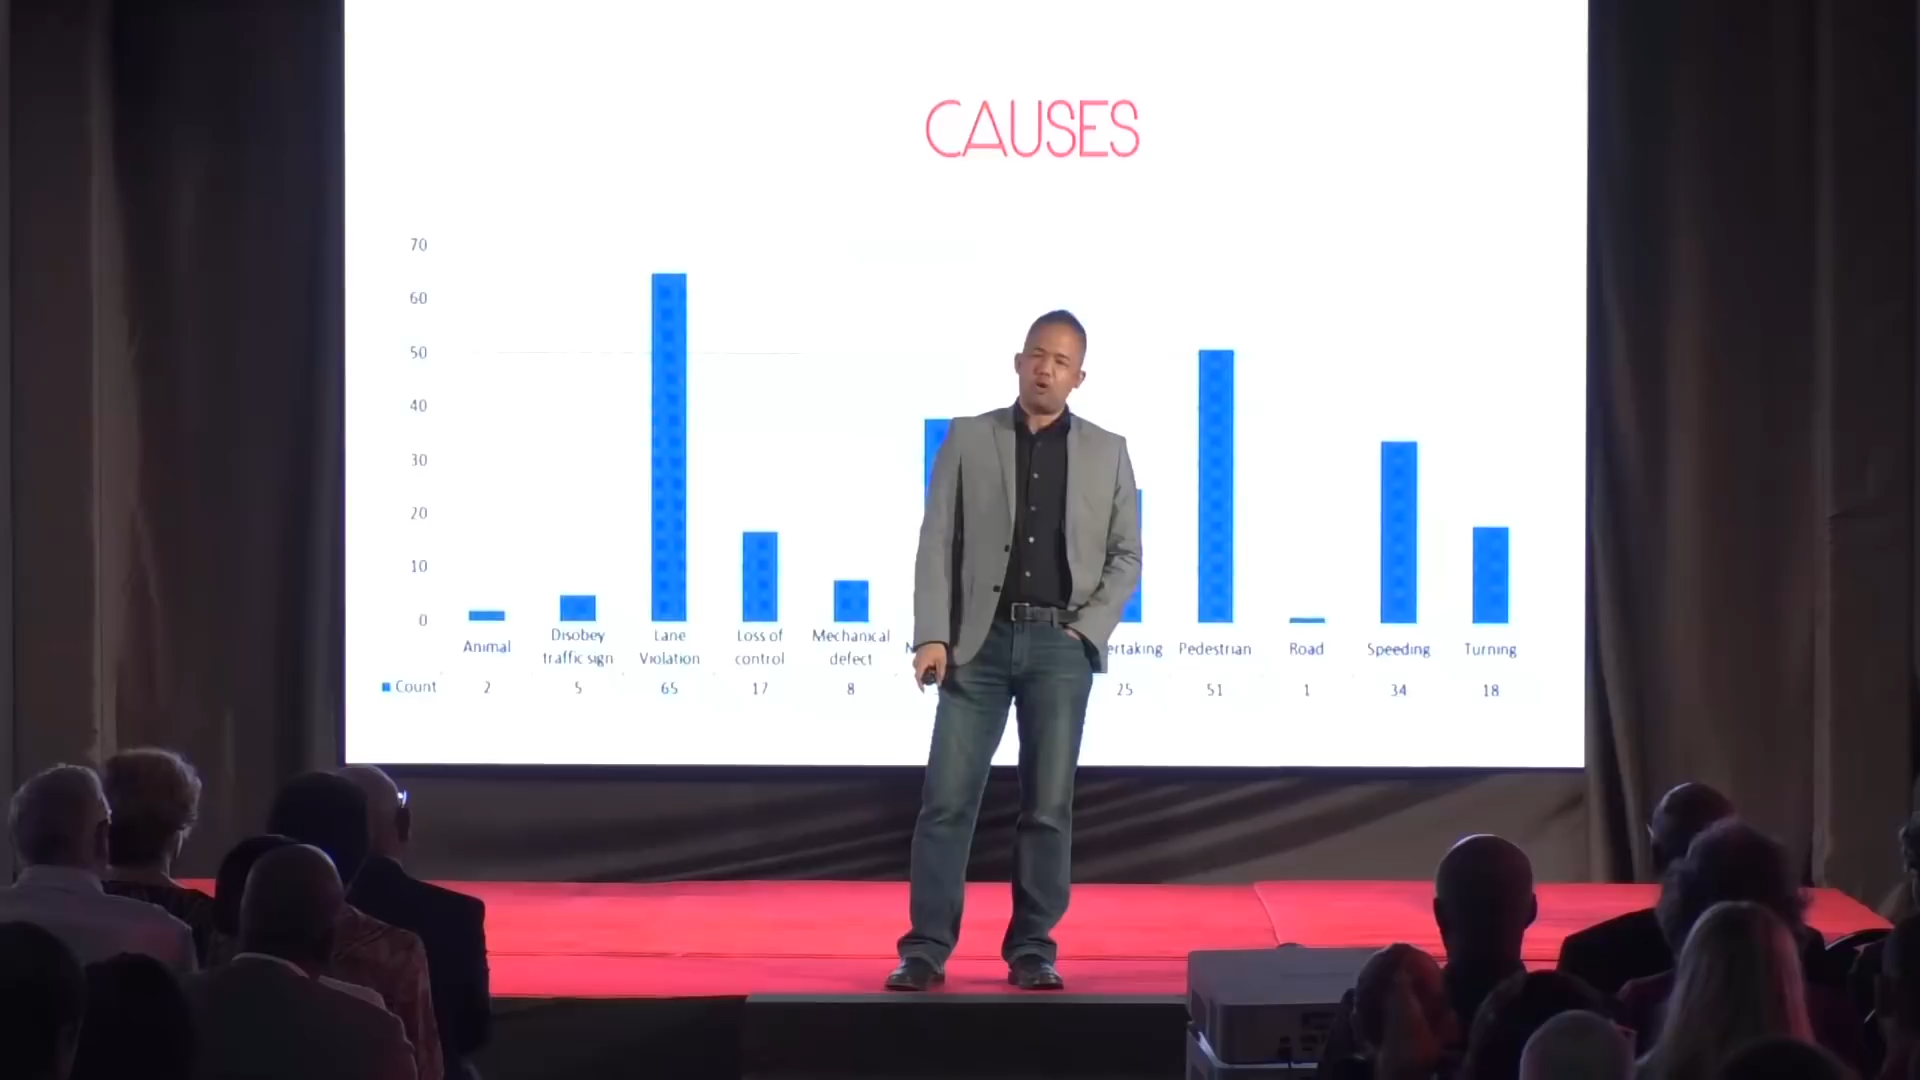 CAUSES
70
60
50
40
30
20
10
0
Animal
Disobey
traffic sign
Lane
Violation
Loss of
control
Mechanical
defect
ertaking
Pedestrian
Road
Speeding
Turning
Count 2 5 65 17 8 25 51 1 34 18